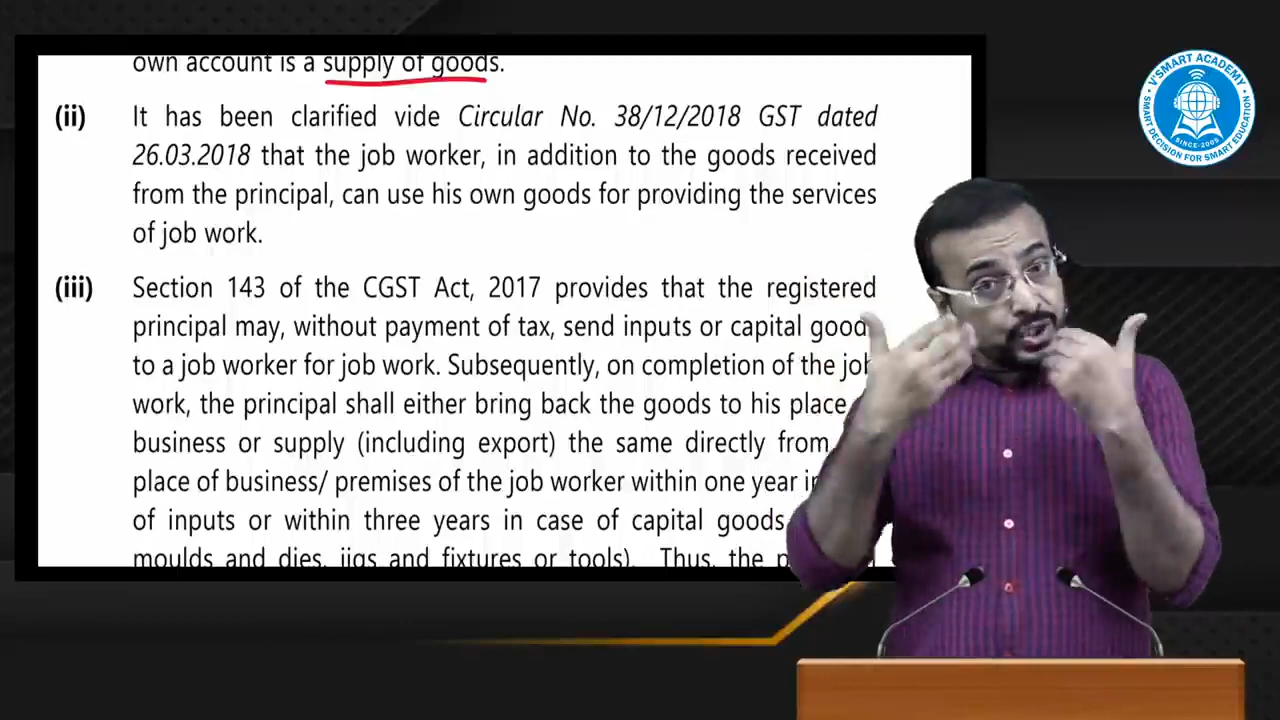 own account is a supply of goods.
(ii) It has been clarified vide Circular No. 38/12/2018 GST dated
26.03.2018 that the job worker, in addition to the goods received
from the principal, can use his own goods for providing the services
of job work.
(iii) Section 143 of the CGST Act, 2017 provides that the registered
principal may, without payment of tax, send inputs or capital good
to a job worker for job work. Subsequently, on completion of the job
work, the principal shall either bring back the goods to his place
business or supply (including export) the same directly from
place of business/ premises of the job worker within one year
of inputs or within three years in case of capital goods
moulds and dies, jigs and fixtures or tools). Thus, the
V'SMART ACADEMY
SINCE-2005
SMART DECISION FOR SMART EDUCATION